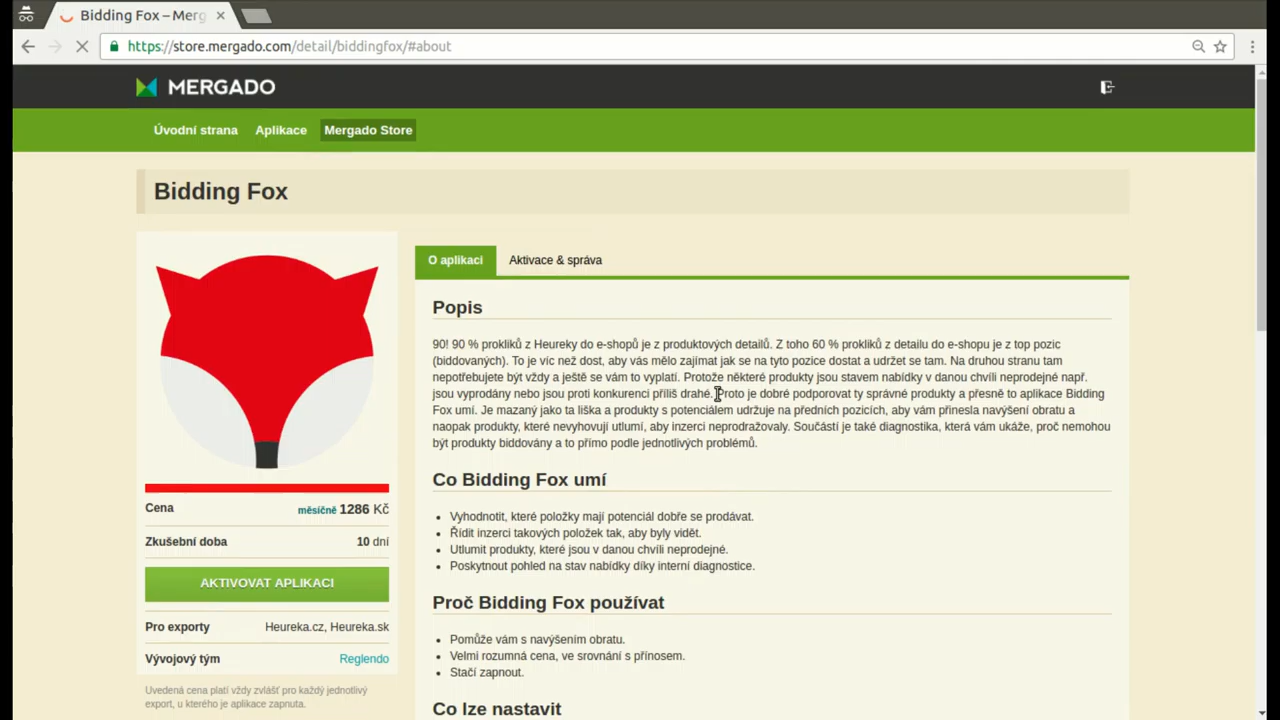 Bidding Fox – Merg
https://store.mergado.com/detail/biddingfox/#about
MERGADO
Úvodní strana Aplikace Mergado Store
Bidding Fox
O aplikaci Aktivace & správa
Popis
90! 90 % prokliků z Heureky do e-shopů je z produktových detailů. Z toho 60 % prokliků z detailu do e-shopu je z top pozic
(biddovaných). To je víc než dost, aby vás mělo zajímat jak se na tyto pozice dostat a udržet se tam. Na druhou stranu tam
nepotřebujete být vždy a ještě se vám to vyplatí. Protože některé produkty jsou stavem nabídky v danou chvíli neprodejné např.
jsou vyprodány nebo jsou proti konkurenci příliš drahé. Proto je dobré podporovat ty správné produkty a přesně to aplikace Bidding
Fox umí. Je mazaný jako ta liška a produkty s potenciálem udržuje na předních pozicích, aby vám přinesla navýšení obratu a
naopak produkty, které nevyhovují utlumí, aby inzerci neprodražovaly. Součástí je také diagnostika, která vám ukáže, proč nemohou
být produkty biddovány a to přímo podle jednotlivých problémů.
Co Bidding Fox umí
• Vyhodnotit, které položky mají potenciál dobře se prodávat.
• Řídit inzerci takových položek tak, aby byly vidět.
• Utlumit produkty, které jsou v danou chvíli neprodejné.
• Poskytnout pohled na stav nabídky díky interní diagnostice.
Proč Bidding Fox používat
• Pomůže vám s navýšením obratu.
• Velmi rozumná cena, ve srovnání s přínosem.
• Stačí zapnout.
Co lze nastavit
Cena měsíčně 1286 Kč
Zkušební doba 10 dní
AKTIVOVAT APLIKACI
Pro exporty Heureka.cz, Heureka.sk
Vývojový tým Reglendo
Uvedená cena platí vždy zvlášť pro každý jednotlivý
export, u kterého je aplikace zapnuta.